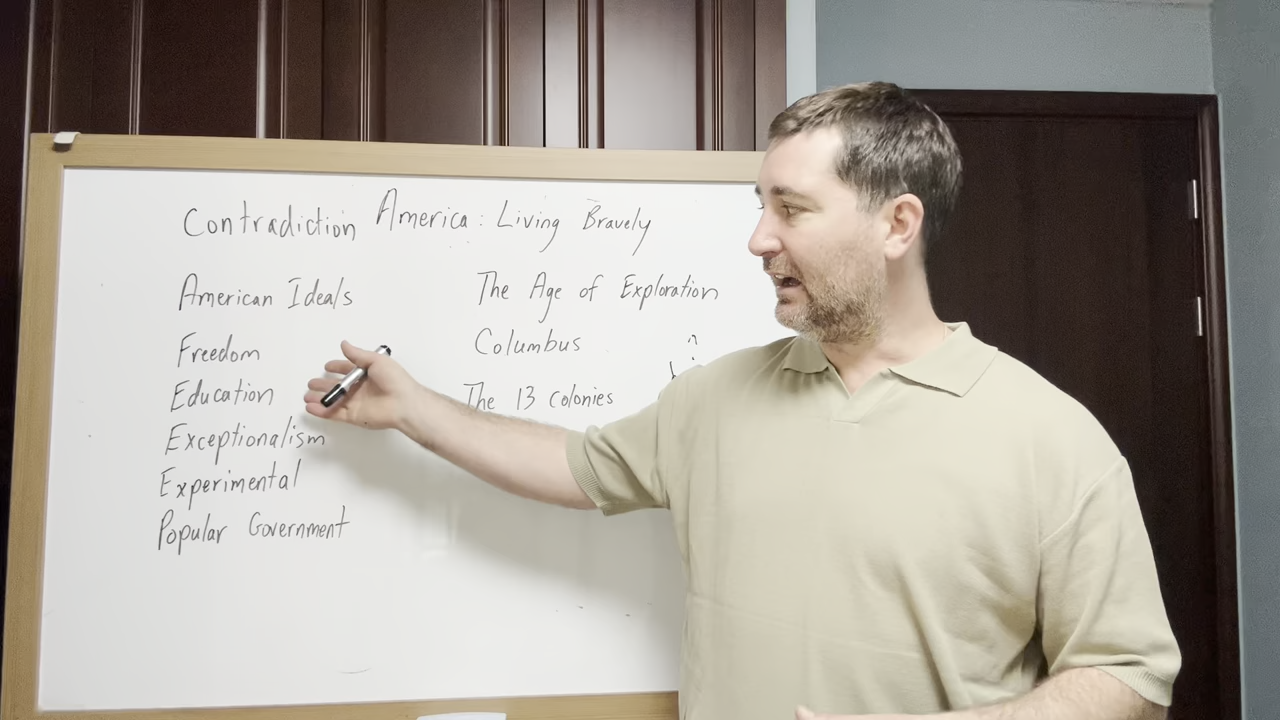 Contradiction America: Living Bravely
American Ideals
Freedom
Education
Exceptionalism
Experimental
Popular Government
The Age of Exploration
Columbus
The 13 colonies